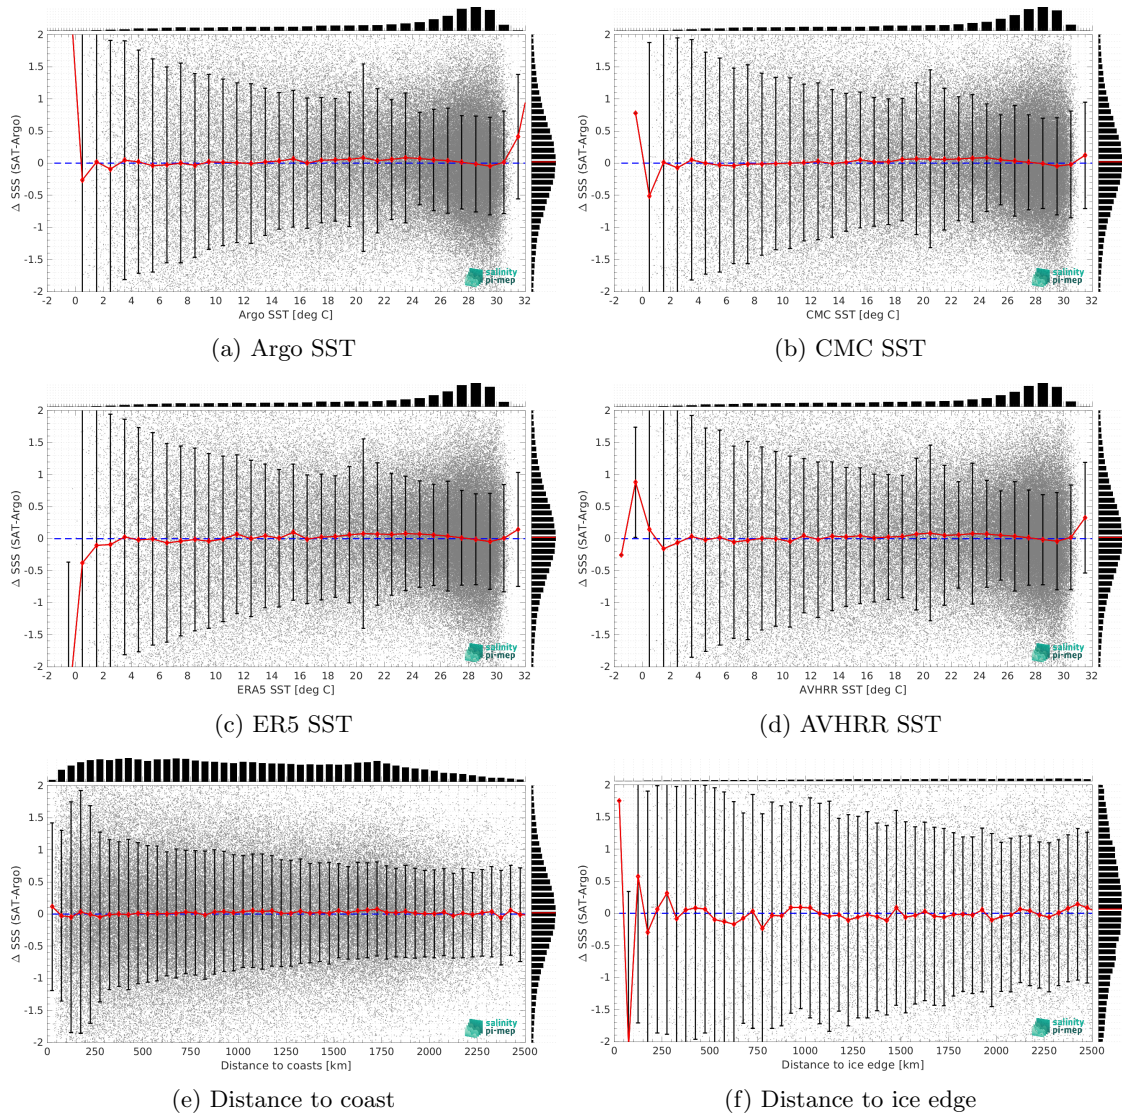 2
1.5
1
0.5
0
-0.5
-1
-1.5
-2
Δ SSS (SAT-Argo)
salinity
pi-mep
-2 0 2 4 6 8 10 12 14 16 18 20 22 24 26 28 30 32
Argo SST [deg C]
(a) Argo SST
2
1.5
1
0.5
0
-0.5
-1
-1.5
-2
Δ SSS (SAT-Argo)
salinity
pi-mep
-2 0 2 4 6 8 10 12 14 16 18 20 22 24 26 28 30 32
CMC SST [deg C]
(b) CMC SST
2
1.5
1
0.5
0
-0.5
-1
-1.5
-2
Δ SSS (SAT-Argo)
salinity
pi-mep
-2 0 2 4 6 8 10 12 14 16 18 20 22 24 26 28 30 32
ERA5 SST [deg C]
(c) ER5 SST
2
1.5
1
0.5
0
-0.5
-1
-1.5
-2
Δ SSS (SAT-Argo)
salinity
pi-mep
-2 0 2 4 6 8 10 12 14 16 18 20 22 24 26 28 30 32
AVHRR SST [deg C]
(d) AVHRR SST
2
1.5
1
0.5
0
-0.5
-1
-1.5
-2
Δ SSS (SAT-Argo)
salinity
pi-mep
0 250 500 750 1000 1250 1500 1750 2000 2250 2500
Distance to coasts [km]
(e) Distance to coast
2
1.5
1
0.5
0
-0.5
-1
-1.5
-2
Δ SSS (SAT-Argo)
salinity
pi-mep
0 250 500 750 1000 1250 1500 1750 2000 2250 2500
Distance to ice edge [km]
(f) Distance to ice edge